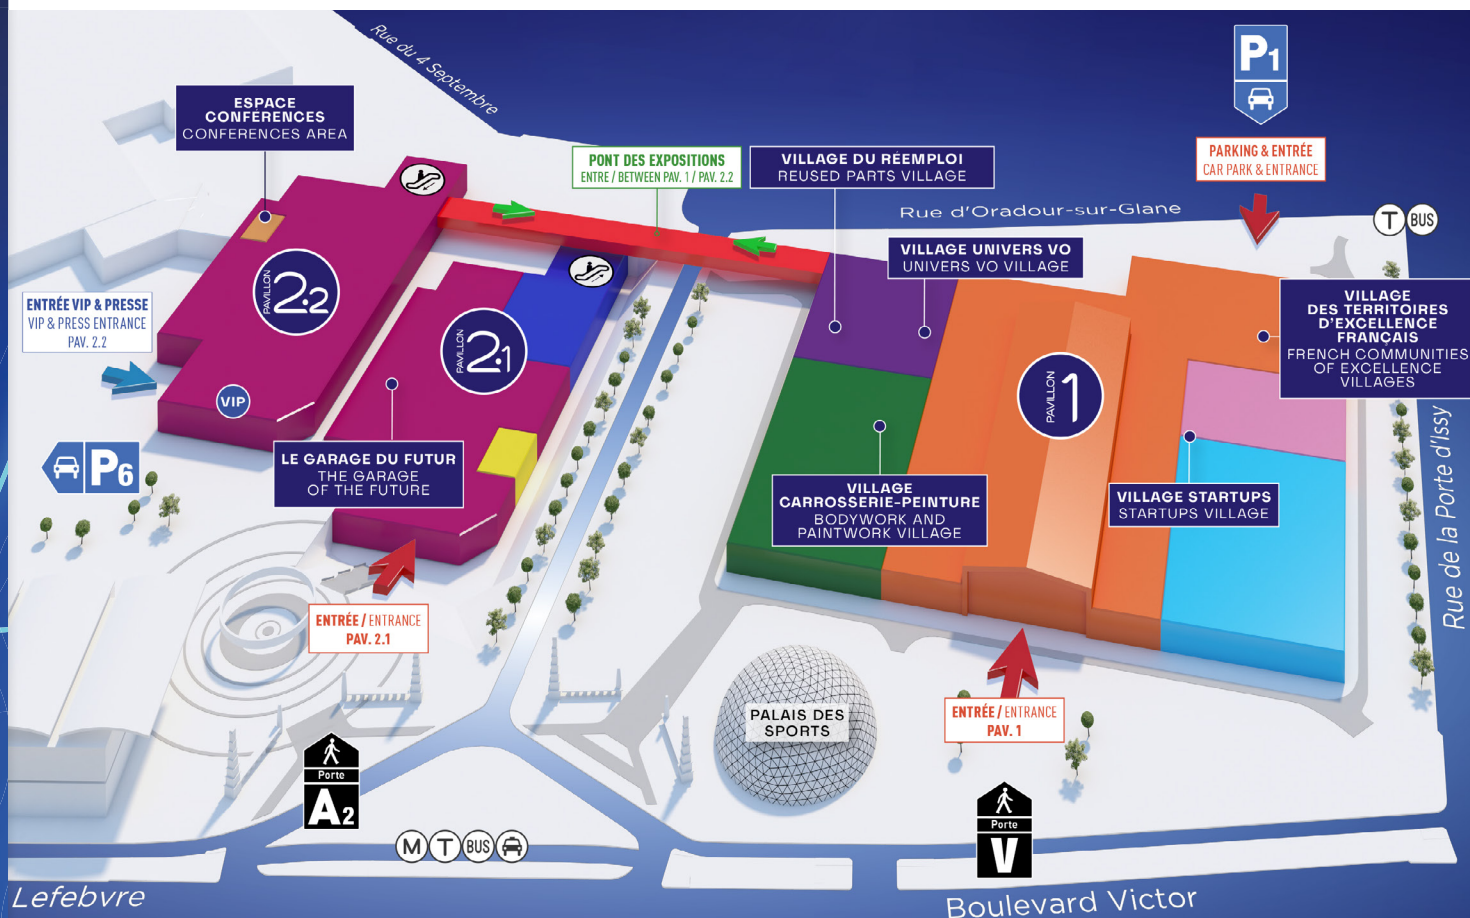 Rue du 4 Septembre
P1
ESPACE
CONFÉRENCES
CONFERENCES AREA
PONT DES EXPOSITIONS
ENTRE / BETWEEN PAV. 1 / PAV. 2.2
VILLAGE DU RÉEMPLOI
REUSED PARTS VILLAGE
PARKING & ENTRÉE
CAR PARK & ENTRANCE
Rue d'Oradour-sur-Glane
T BUS
VILLAGE UNIVERS VO
UNIVERS VO VILLAGE
PAVILLON
2.2
ENTRÉE VIP & PRESSE
VIP & PRESS ENTRANCE
PAV. 2.2
VILLAGE
DES TERRITOIRES
D'EXCELLENCE
FRANÇAIS
FRENCH COMMUNITIES
OF EXCELLENCE
VILLAGES
PAVILLON
2.1
PAVILLON
1
VIP
P6
LE GARAGE DU FUTUR
THE GARAGE
OF THE FUTURE
VILLAGE
CARROSSERIE-PEINTURE
BODYWORK AND
PAINTWORK VILLAGE
VILLAGE STARTUPS
STARTUPS VILLAGE
Rue de la Porte d'Issy
ENTRÉE / ENTRANCE
PAV. 2.1
PALAIS DES
SPORTS
ENTRÉE / ENTRANCE
PAV. 1
Porte
A2
Porte
V
M T BUS
Lefebvre
Boulevard Victor